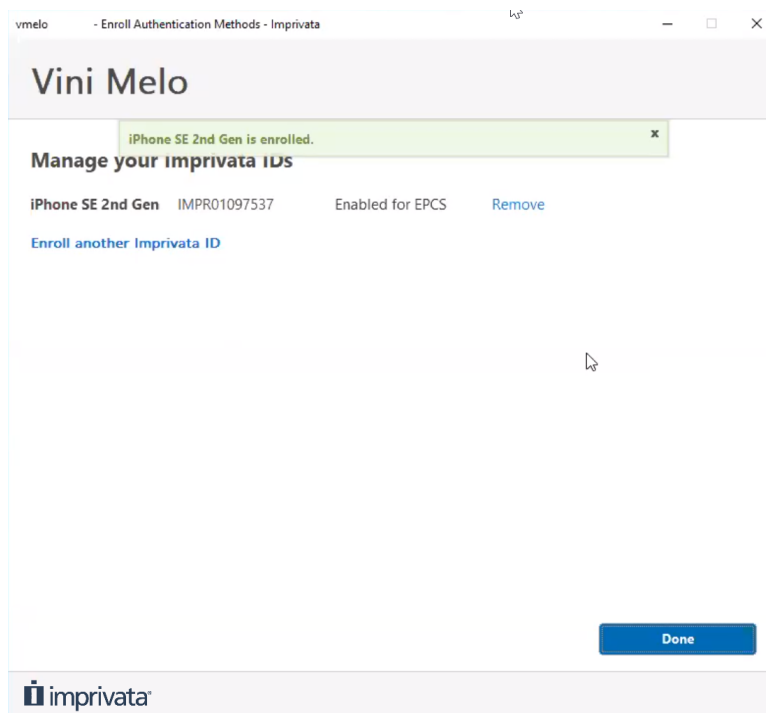 vmelo - Enroll Authentication Methods - Imprivata
Vini Melo
iPhone SE 2nd Gen is enrolled. x
Manage your Imprivata IDs
iPhone SE 2nd Gen IMPR01097537 Enabled for EPCS Remove
Enroll another Imprivata ID
Done
imprivata